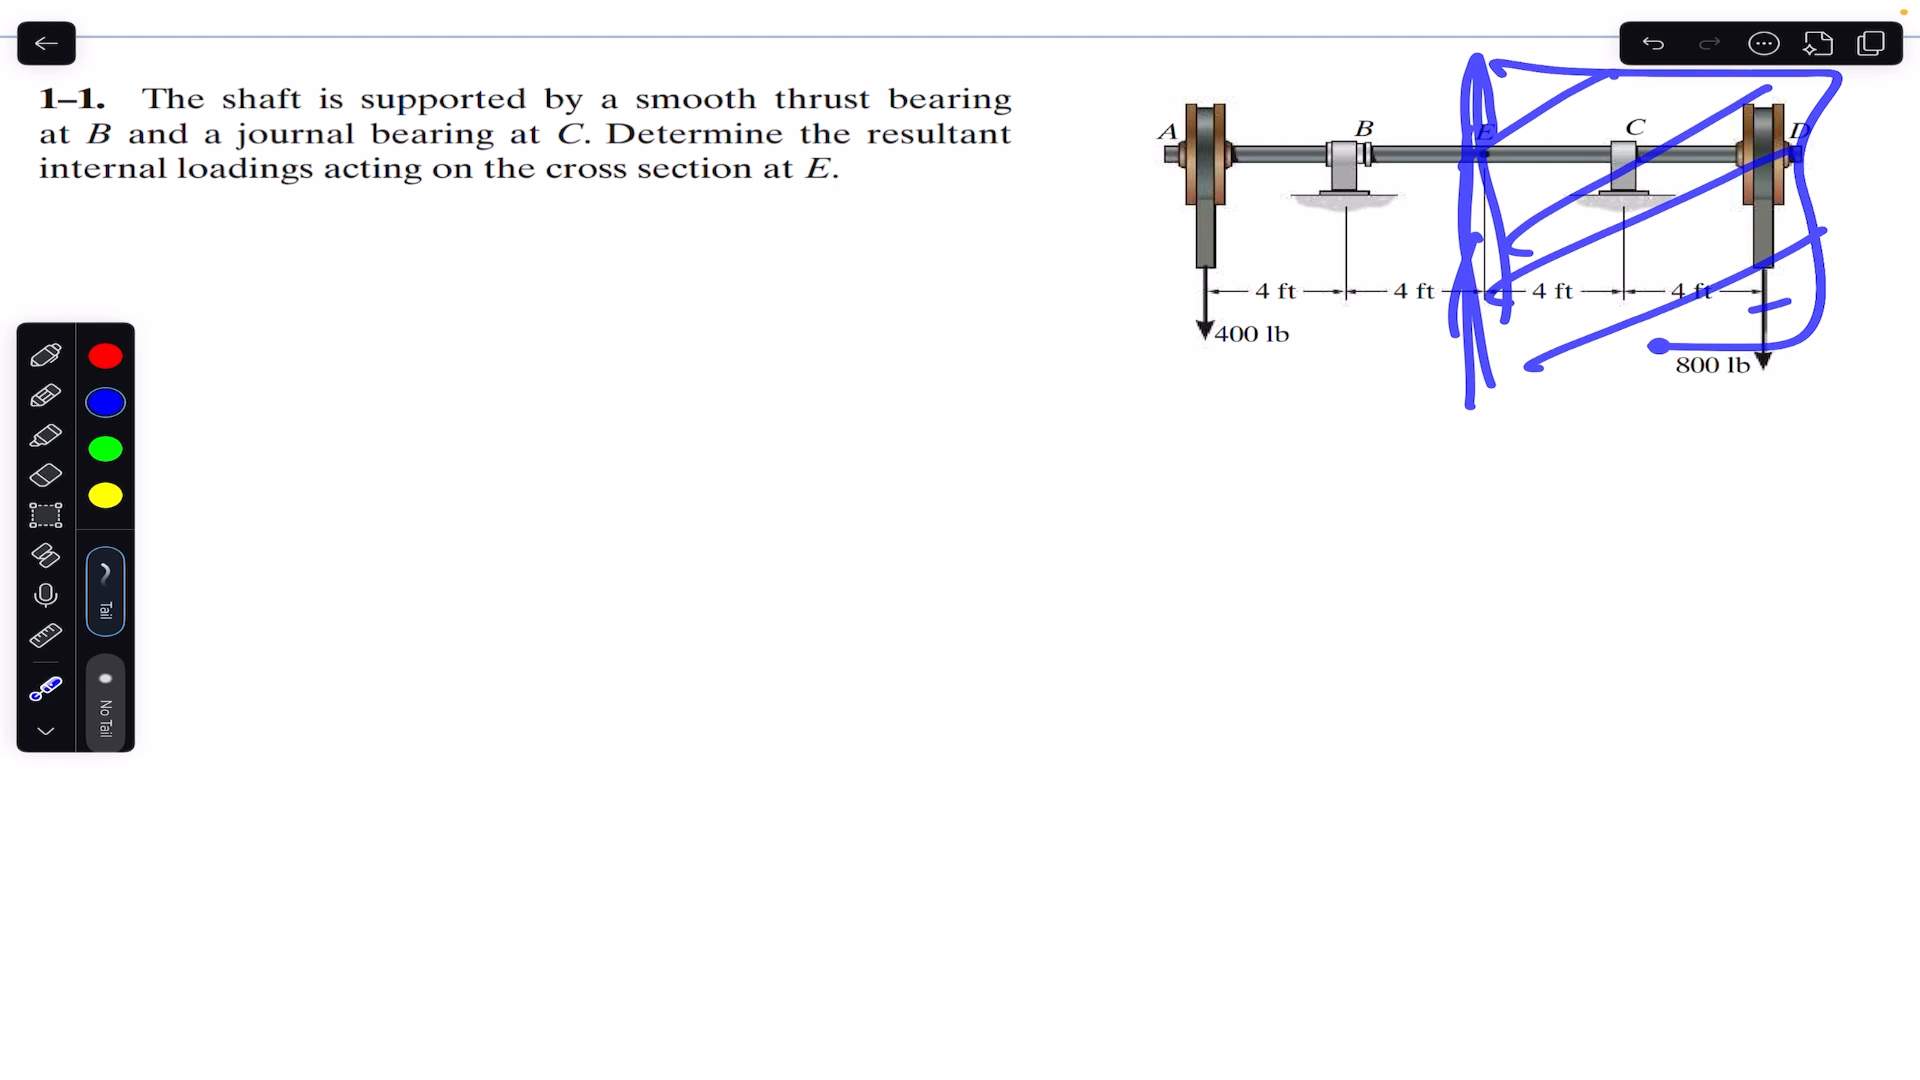 1–1. The shaft is supported by a smooth thrust bearing
at B and a journal bearing at C. Determine the resultant
internal loadings acting on the cross section at E.
A
B
E
C
D
4 ft
4 ft
4 ft
4 ft
400 lb
800 lb
Tail
No Tail